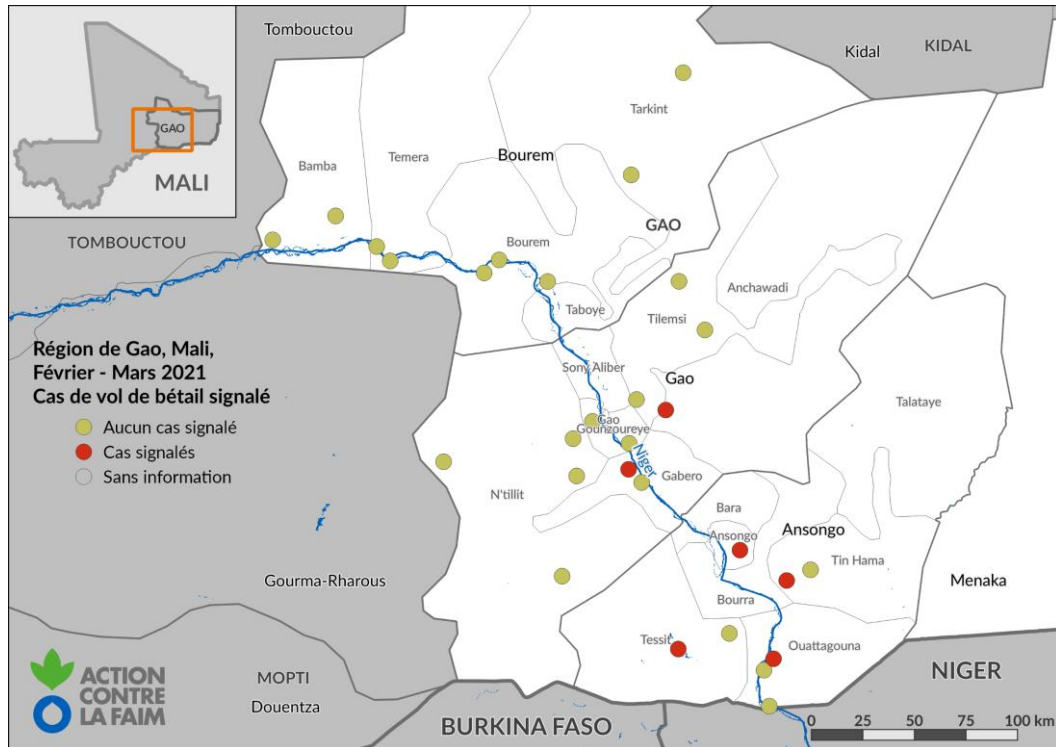 Tombouctou
Kidal
KIDAL
Tarkint
GAO
MALI
Bamba
Temera
Bourem
TOMBOUCTOU
Bourem
GAO
Anchawadi
Taboye
Tilemsi
Région de Gao, Mali,
Février - Mars 2021
Cas de vol de bétail signalé
Aucun cas signalé
Cas signalés
Sans information
Sony Aliber
Gao
Talataye
Gao
Gounzoureye
Niger
Gabero
N'tillit
Bara
Ansongo
Ansongo
Tin Hama
Gourma-Rharous
Menaka
Bourra
Tessit
Ouattagouna
ACTION
CONTRE
LA FAIM
MOPTI
Douentza
NIGER
BURKINA FASO
0 25 50 75 100 km